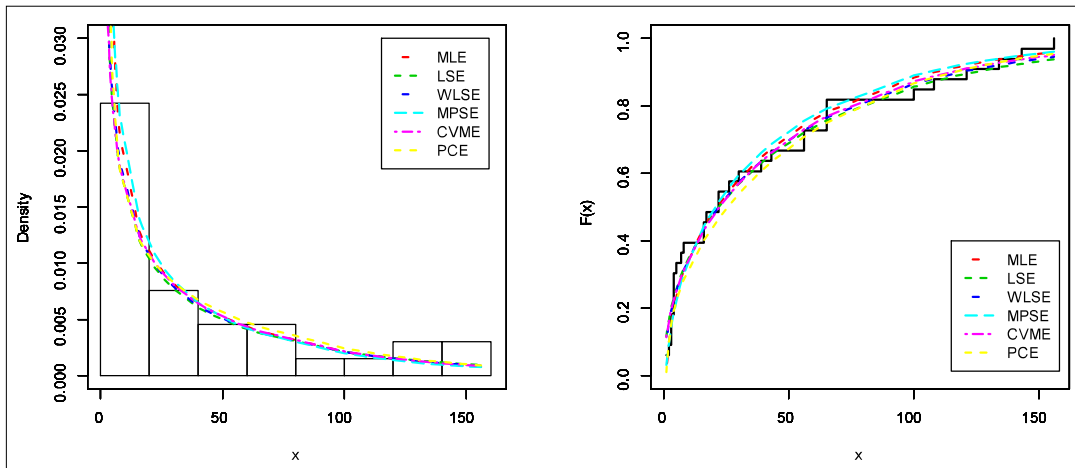 0.030
0.025
0.020
0.015
0.010
0.005
0.000
Density
0
50
100
150
x
MLE
LSE
WLSE
MPSE
CVME
PCE
1.0
0.8
0.6
0.4
0.2
0.0
F(x)
0
50
100
150
x
MLE
LSE
WLSE
MPSE
CVME
PCE